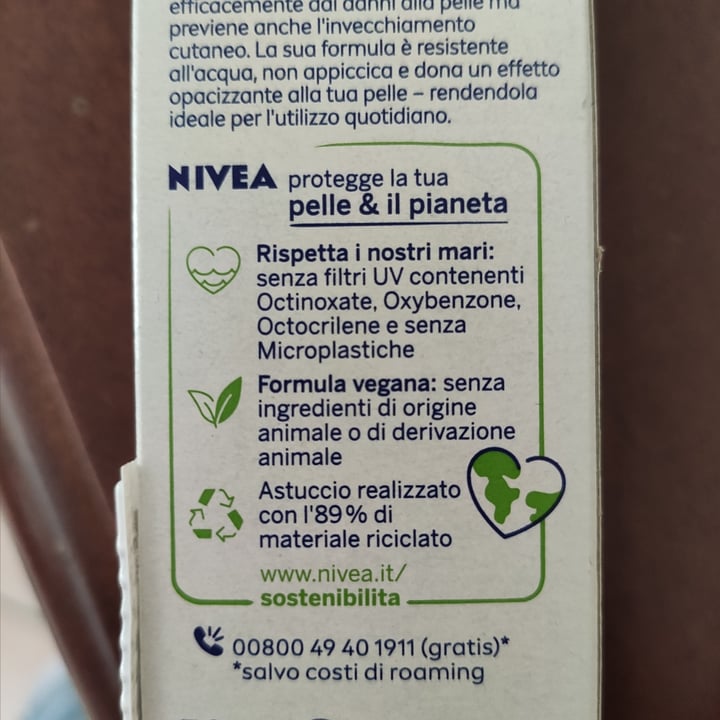 efficacemente dai danni alla pelle ma
previene anche l'invecchiamento
cutaneo. La sua formula è resistente
all'acqua, non appiccica e dona un effetto
opacizzante alla tua pelle – rendendola
ideale per l'utilizzo quotidiano.
NIVEA protegge la tua
pelle & il pianeta
Rispetta i nostri mari:
senza filtri UV contenenti
Octinoxate, Oxybenzone,
Octocrilene e senza
Microplastiche
Formula vegana: senza
ingredienti di origine
animale o di derivazione
animale
Astuccio realizzato
con l'89% di
materiale riciclato
www.nivea.it/
sostenibilita
00800 49 40 1911 (gratis)*
*salvo costi di roaming